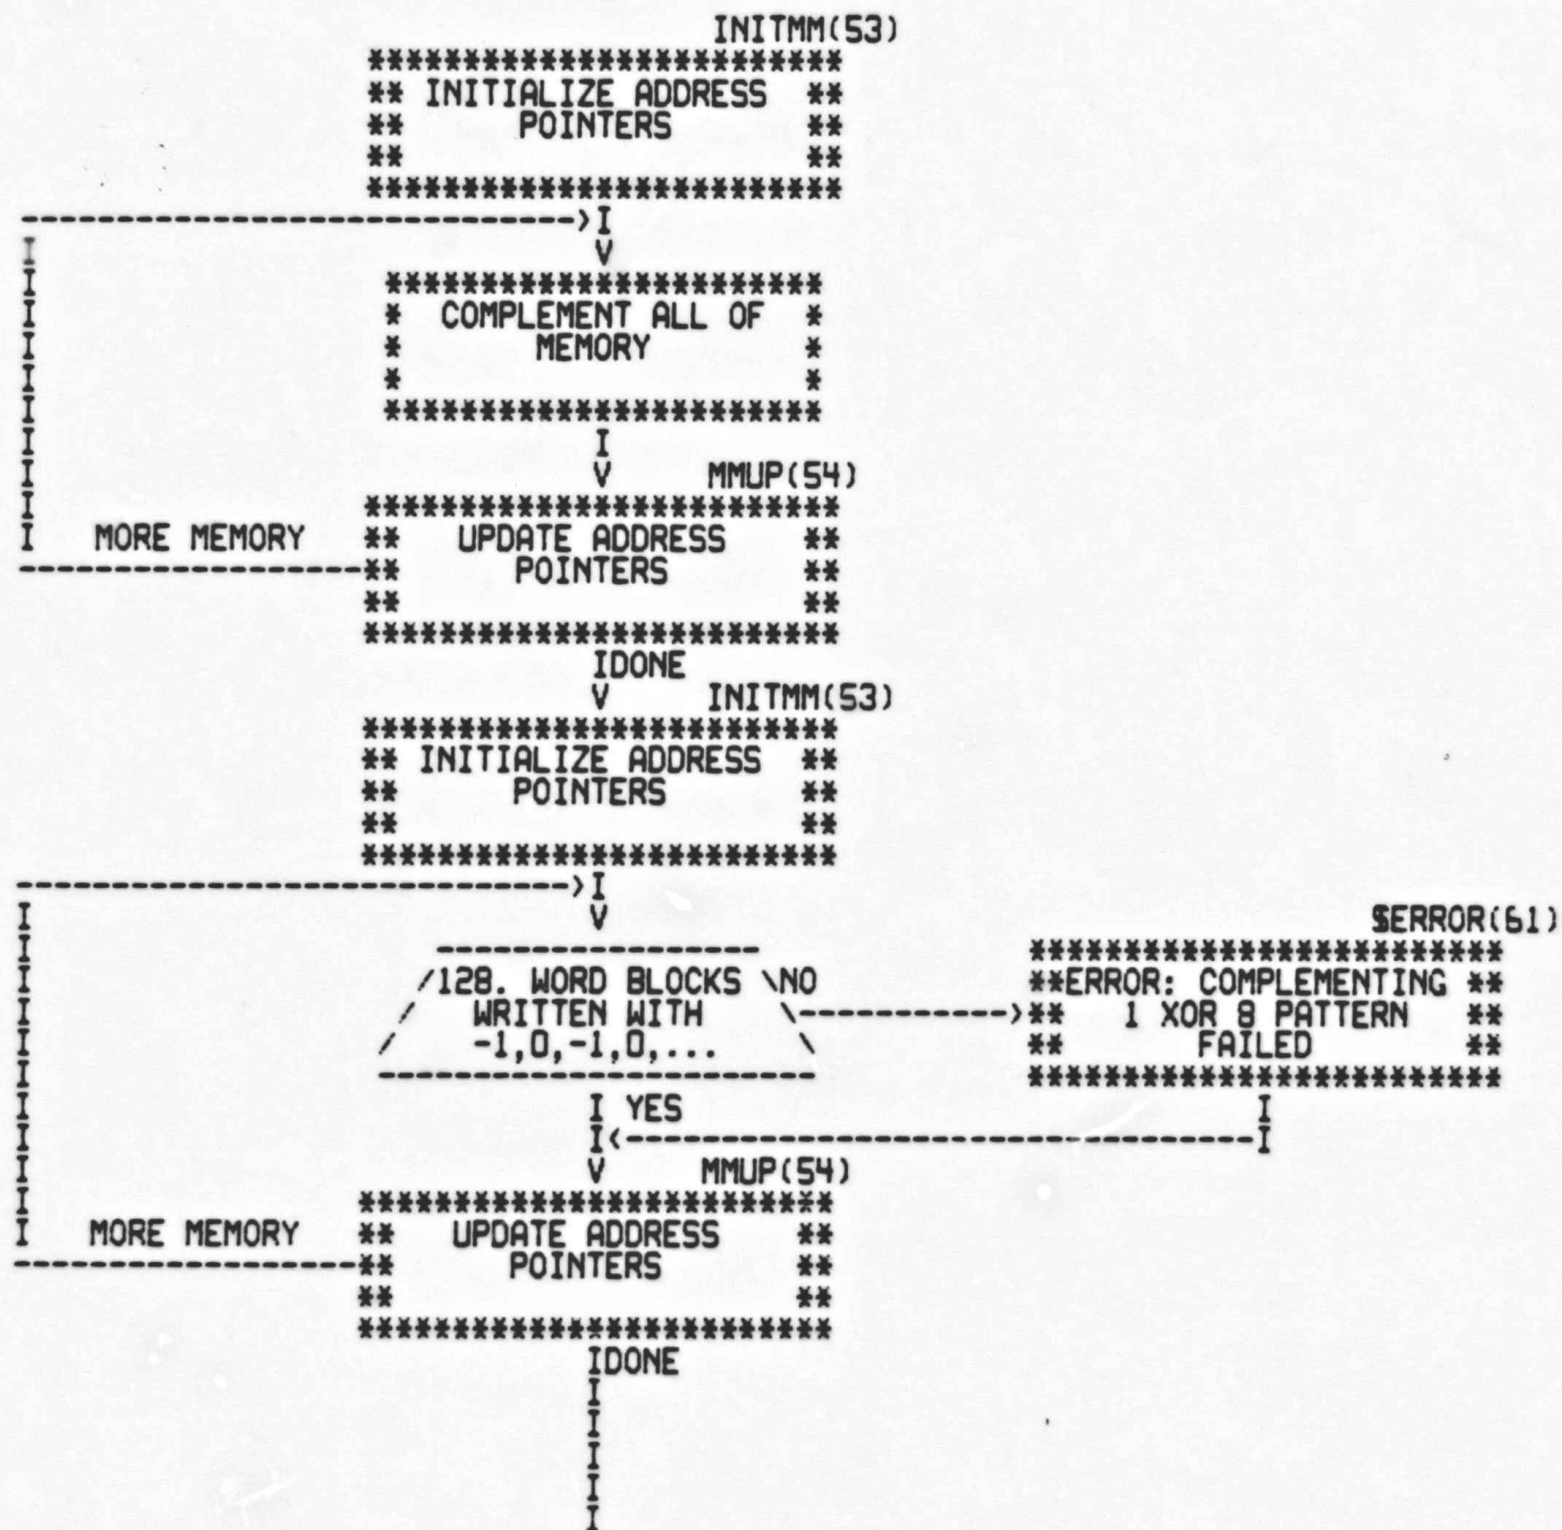 INITMM(53)
*************************
** INITIALIZE ADDRESS  **
**      POINTERS       **
**                     **
*************************
------------------------------>I
I                              V
I                  ***********************
I                  *  COMPLEMENT ALL OF  *
I                  *       MEMORY        *
I                  *                     *
I                  ***********************
I                              I
I                              V     MMUP(54)
I                 *************************
I   MORE MEMORY   **   UPDATE ADDRESS    **
------------------**      POINTERS       **
                  **                     **
                  *************************
                              IDONE
                              V     INITMM(53)
                  *************************
                  ** INITIALIZE ADDRESS  **
                  **      POINTERS       **
                  **                     **
                  *************************
------------------------------>I
I                              V                                         $ERROR(61)
I                     -----------------              *************************
I                    /128. WORD BLOCKS \NO           **ERROR: COMPLEMENTING **
I                   /   WRITTEN WITH    \----------->**   1 XOR 8 PATTERN   **
I                  /    -1,0,-1,0,...    \           **       FAILED        **
I                  -----------------------           *************************
I                              I YES                              I
I                              I<---------------------------------I
I                              V     MMUP(54)
I                 *************************
I   MORE MEMORY   **   UPDATE ADDRESS    **
------------------**      POINTERS       **
                  **                     **
                  *************************
                              IDONE
                              I
                              I
                              I
                              I
                              I